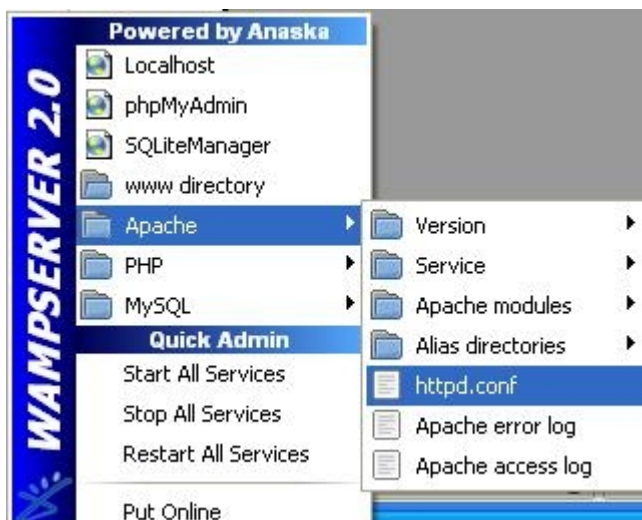 WAMPSERVER 2.0
Powered by Anaska
Localhost
phpMyAdmin
SQLiteManager
www directory
Apache
PHP
MySQL
Quick Admin
Start All Services
Stop All Services
Restart All Services
Put Online
Version
Service
Apache modules
Alias directories
httpd.conf
Apache error log
Apache access log